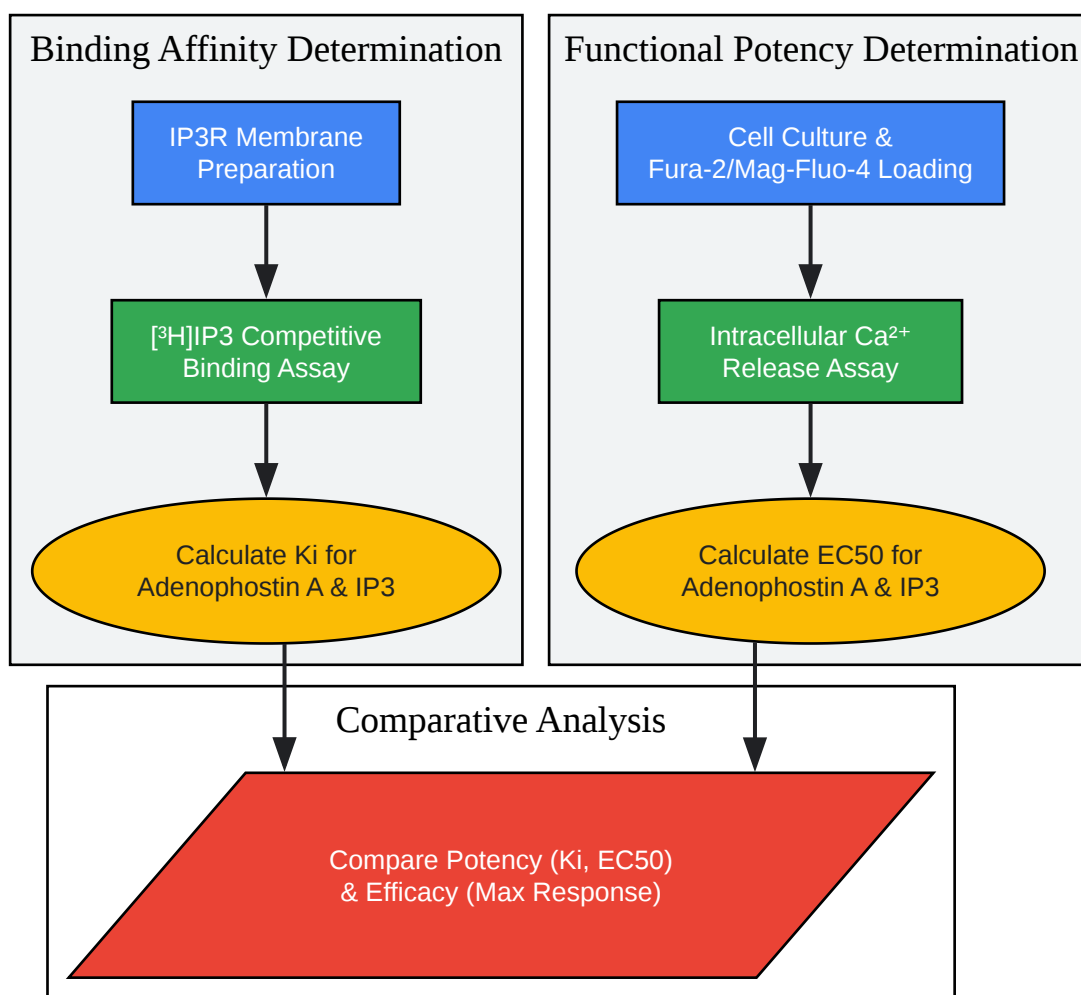 Binding Affinity Determination
IP3R Membrane
Preparation
[³H]IP3 Competitive
Binding Assay
Calculate Ki for
Adenophostin A & IP3
Functional Potency Determination
Cell Culture &
Fura-2/Mag-Fluo-4 Loading
Intracellular Ca²⁺
Release Assay
Calculate EC50 for
Adenophostin A & IP3
Comparative Analysis
Compare Potency (Ki, EC50)
& Efficacy (Max Response)